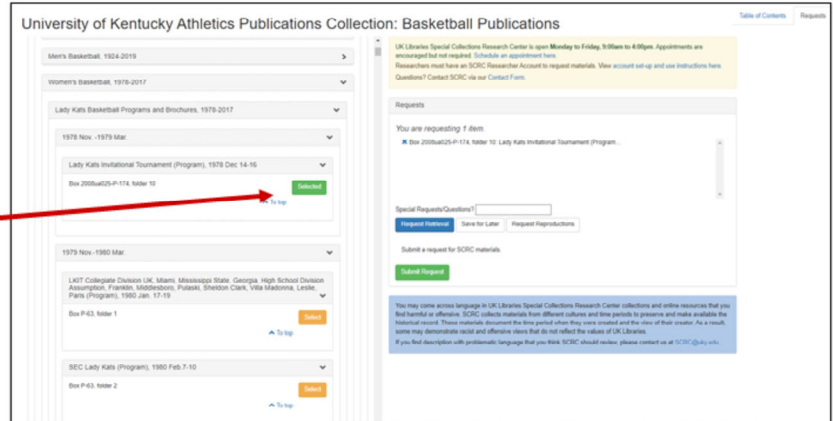 University of Kentucky Athletics Publications Collection: Basketball Publications
Table of Contents
Requests
Men's Basketball, 1924-2019
Women's Basketball, 1978-2017
Lady Kats Basketball Programs and Brochures, 1978-2017
1978 Nov. -1979 Mar.
Lady Kats Invitational Tournament (Program), 1978 Dec 14-16
Box 2008ua025-P-174, folder 10
Selected
To top
1979 Nov.-1980 Mar.
LKIT Collegiate Division UK, Miami, Mississippi State, Georgia, High School Division
Assumption, Franklin, Middlesboro, Pulaski, Sheldon Clark, Villa Madonna, Leslie,
Paris (Program), 1980 Jan. 17-19
Box P-63, folder 1
Select
To top
SEC Lady Kats (Program), 1980 Feb.7-10
Box P-63, folder 2
Select
To top
UK Libraries Special Collections Research Center is open Monday to Friday, 9:00am to 4:00pm. Appointments are
encouraged but not required. Schedule an appointment here.
Researchers must have an SCRC Researcher Account to request materials. View account set-up and use instructions here.
Questions? Contact SCRC via our Contact Form.
Requests
You are requesting 1 item.
Box 2008ua025-P-174, folder 10: Lady Kats Invitational Tournament (Program...
Special Requests/Questions?
Request Retrieval
Save for Later
Request Reproductions
Submit a request for SCRC materials.
Submit Request
You may come across language in UK Libraries Special Collections Research Center collections and online resources that you
find harmful or offensive. SCRC collects materials from different cultures and time periods to preserve and make available the
historical record. These materials document the time period when they were created and the view of their creator. As a result,
some may demonstrate racist and offensive views that do not reflect the values of UK Libraries.
If you find description with problematic language that you think SCRC should review, please contact us at SCRC@uky.edu.